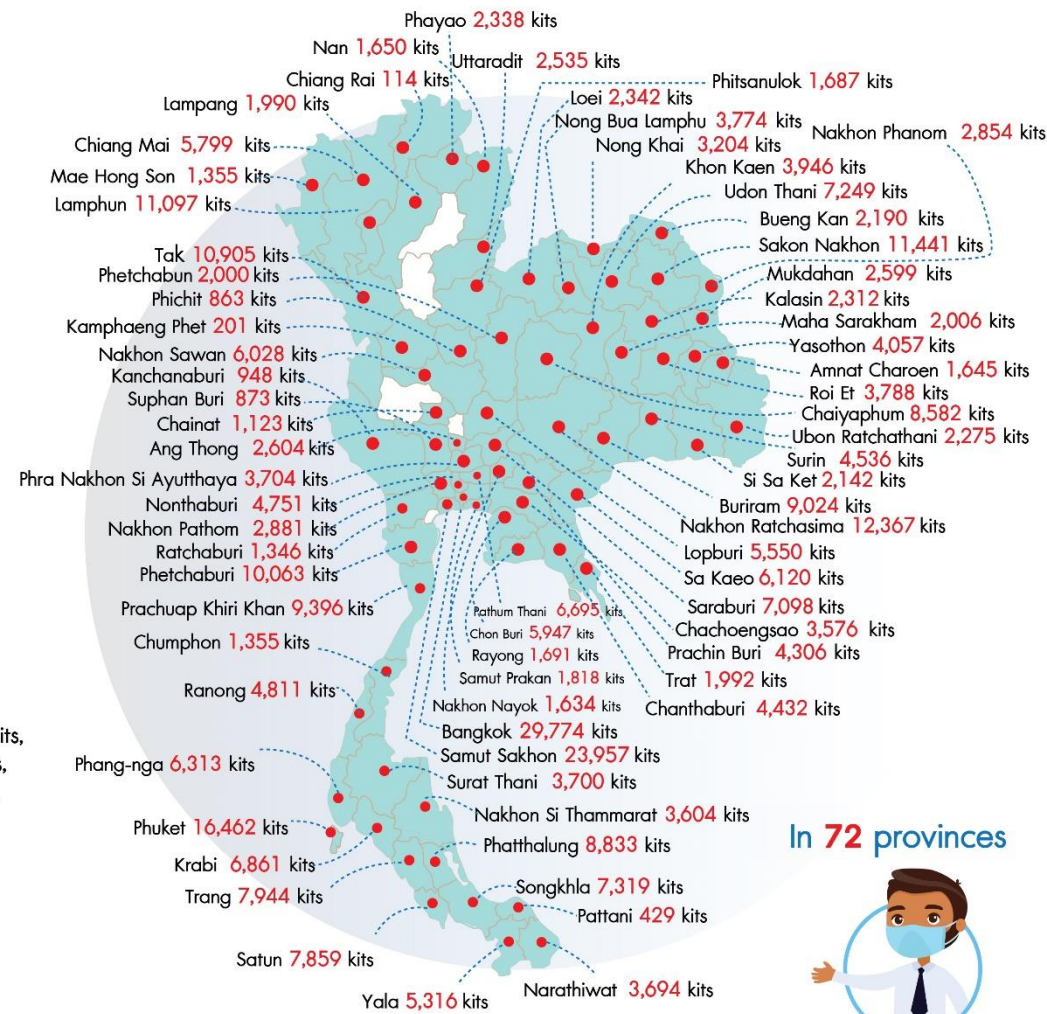 Phayao 2,338 kits
Nan 1,650 kits
Uttaradit 2,535 kits
Chiang Rai 114 kits
Phitsanulok 1,687 kits
Lampang 1,990 kits
Loei 2,342 kits
Nong Bua Lamphu 3,774 kits
Nakhon Phanom 2,854 kits
Chiang Mai 5,799 kits
Nong Khai 3,204 kits
Khon Kaen 3,946 kits
Mae Hong Son 1,355 kits
Udon Thani 7,249 kits
Lamphun 11,097 kits
Bueng Kan 2,190 kits
Sakon Nakhon 11,441 kits
Tak 10,905 kits
Mukdahan 2,599 kits
Phetchabun 2,000 kits
Kalasin 2,312 kits
Phichit 863 kits
Maha Sarakham 2,006 kits
Kamphaeng Phet 201 kits
Yasothon 4,057 kits
Nakhon Sawan 6,028 kits
Amnat Charoen 1,645 kits
Kanchanaburi 948 kits
Roi Et 3,788 kits
Suphan Buri 873 kits
Chaiyaphum 8,582 kits
Chainat 1,123 kits
Ubon Ratchathani 2,275 kits
Ang Thong 2,604 kits
Surin 4,536 kits
Phra Nakhon Si Ayutthaya 3,704 kits
Si Sa Ket 2,142 kits
Nonthaburi 4,751 kits
Buriram 9,024 kits
Nakhon Pathom 2,881 kits
Nakhon Ratchasima 12,367 kits
Ratchaburi 1,346 kits
Lopburi 5,550 kits
Phetchaburi 10,063 kits
Sa Kaeo 6,120 kits
Prachuap Khiri Khan 9,396 kits
Pathum Thani 6,695 kits
Saraburi 7,098 kits
Chon Buri 5,947 kits
Chachoengsao 3,576 kits
Chumphon 1,355 kits
Rayong 1,691 kits
Prachin Buri 4,306 kits
Samut Prakan 1,818 kits
Trat 1,992 kits
Ranong 4,811 kits
Nakhon Nayok 1,634 kits
Chanthaburi 4,432 kits
Bangkok 29,774 kits
its,
Samut Sakhon 23,957 kits
Phang-nga 6,313 kits
Surat Thani 3,700 kits
Nakhon Si Thammarat 3,604 kits
Phuket 16,462 kits
In 72 provinces
Phatthalung 8,833 kits
Krabi 6,861 kits
Songkhla 7,319 kits
Trang 7,944 kits
Pattani 429 kits
Satun 7,859 kits
Narathiwat 3,694 kits
Yala 5,316 kits